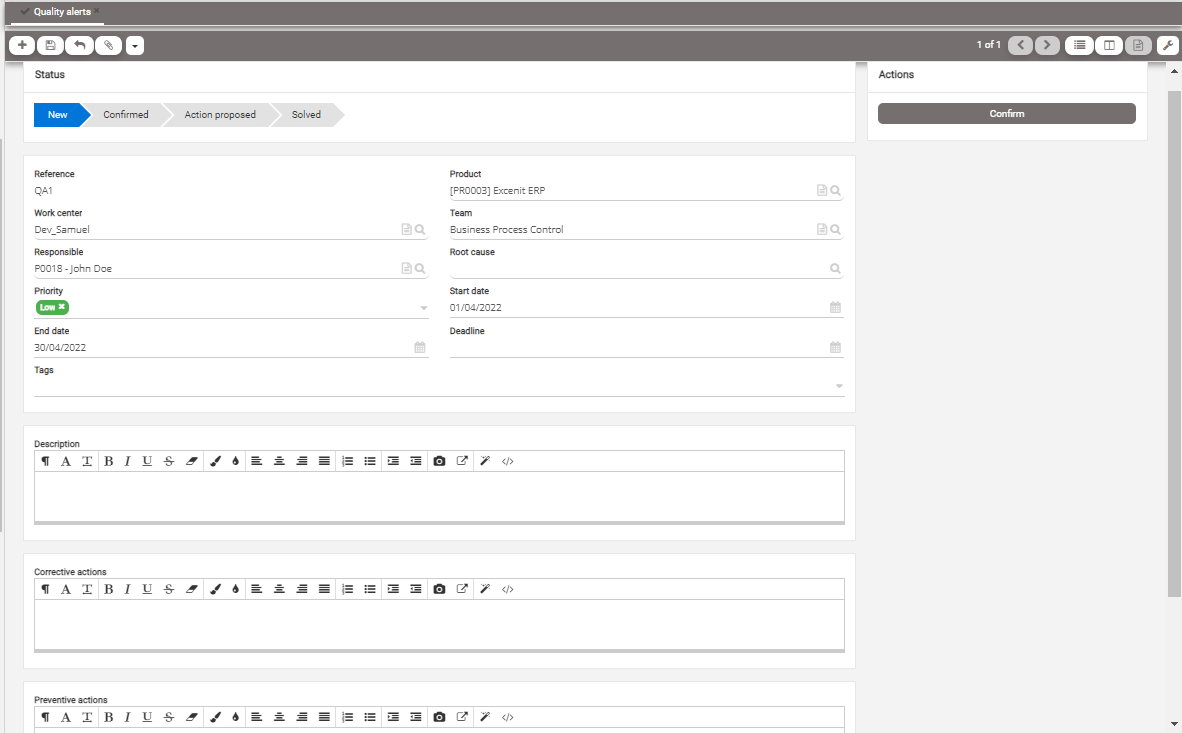 Quality alerts
1 of 1
Status
Actions
New Confirmed Action proposed Solved
Confirm
Reference
Product
QA1
[PR0003] Excenit ERP
Work center
Team
Dev_Samuel
Business Process Control
Responsible
Root cause
P0018 - John Doe
Priority
Start date
Low
01/04/2022
End date
Deadline
30/04/2022
Tags
Description
Corrective actions
Preventive actions